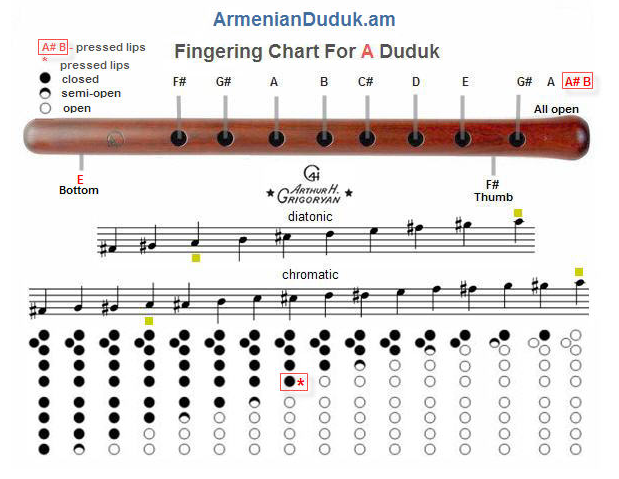 ArmenianDuduk.am
Fingering Chart For A Duduk
A# B - pressed lips
* pressed lips
closed
semi-open
open
F# G# A B C# D E G# A A# B
All open
E
Bottom
F#
Thumb
ARTHUR H.
GRIGORYAN
diatonic
chromatic
*